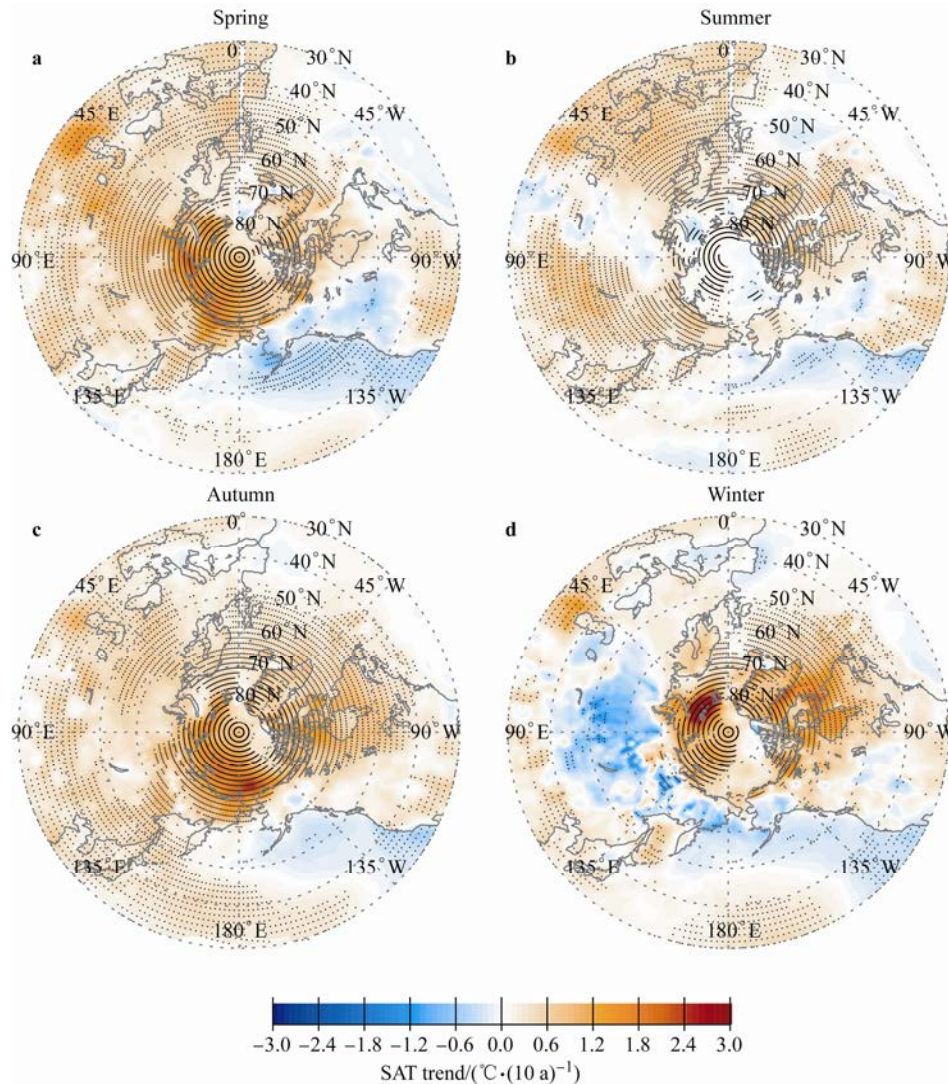 Spring
Summer
a
0°
30° N
40° N
50° N
60° N
70° N
80° N
45° E
45° W
90° E
90° W
135° E
135° W
180° E
b
0°
30° N
40° N
50° N
60° N
70° N
80° N
45° E
45° W
90° E
90° W
135° E
135° W
180° E
Autumn
Winter
c
0°
30° N
40° N
50° N
60° N
70° N
80° N
45° E
45° W
90° E
90° W
135° E
135° W
180° E
d
0°
30° N
40° N
50° N
60° N
70° N
80° N
45° E
45° W
90° E
90° W
135° E
135° W
180° E
−3.0 −2.4 −1.8 −1.2 −0.6 0.0 0.6 1.2 1.8 2.4 3.0
SAT trend/(℃•(10 a)⁻¹